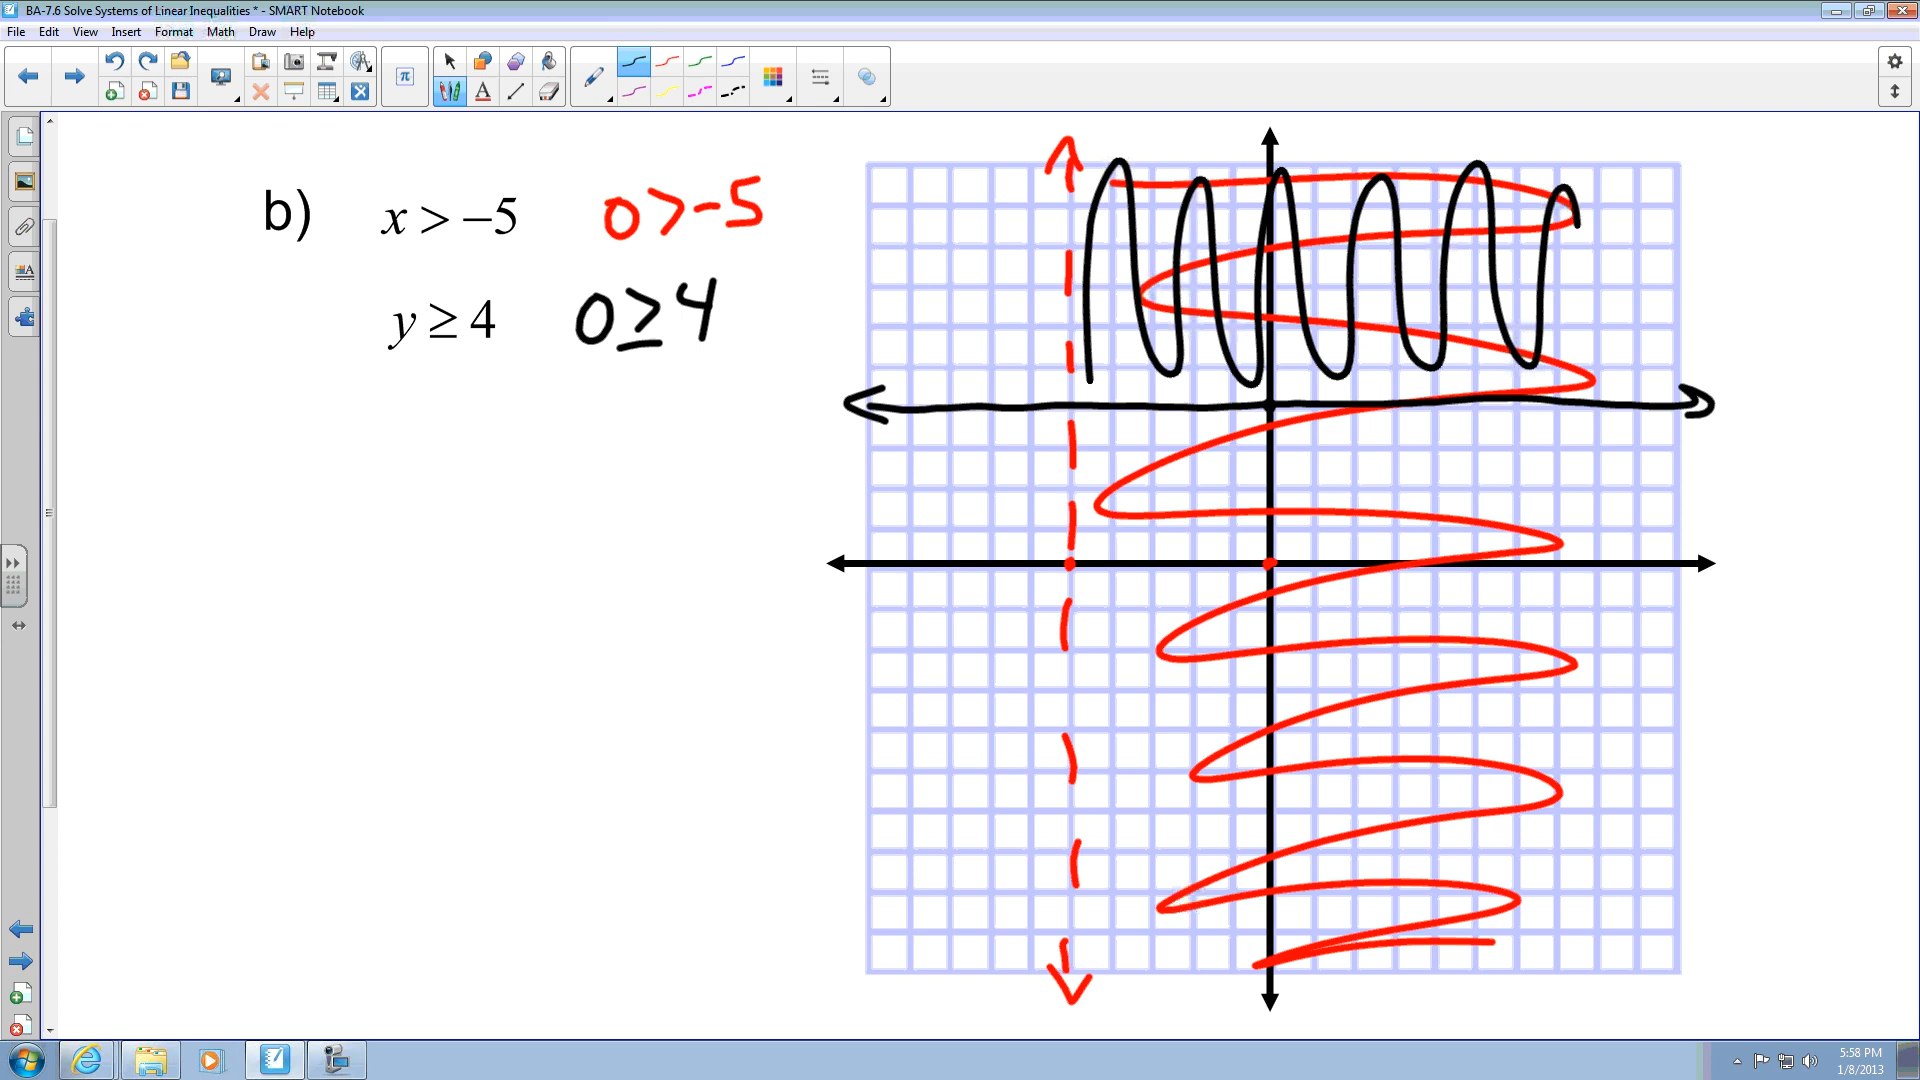 BA-7.6 Solve Systems of Linear Inequalities * - SMART Notebook
File Edit View Insert Format Math Draw Help
b) x > −5 0 > -5
y ≥ 4 0 ≥ 4
5:58 PM
1/8/2013